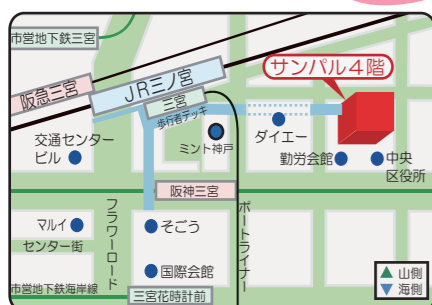 市営地下鉄三宮
サンパル4階
阪急三宮
JR三ノ宮
三宮
歩行者デッキ
交通センター
ビル
ミント神戸
ダイエー
勤労会館
中央
区役所
阪神三宮
マルイ
センター街
フラワーロード
そごう
ポートライナー
国際会館
市営地下鉄海岸線
三宮花時計前
山側
海側